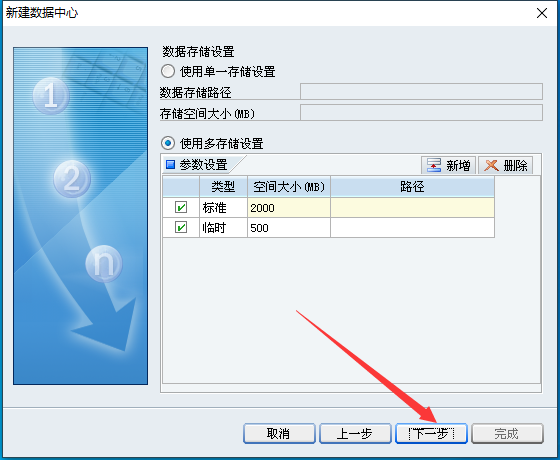 新建数据中心
1
2
n
数据存储设置
使用单一存储设置
数据存储路径
存储空间大小(MB)
使用多存储设置
参数设置 新增 删除
类型 空间大小(MB) 路径
标准 2000
临时 500
取消 上一步 下一步 完成